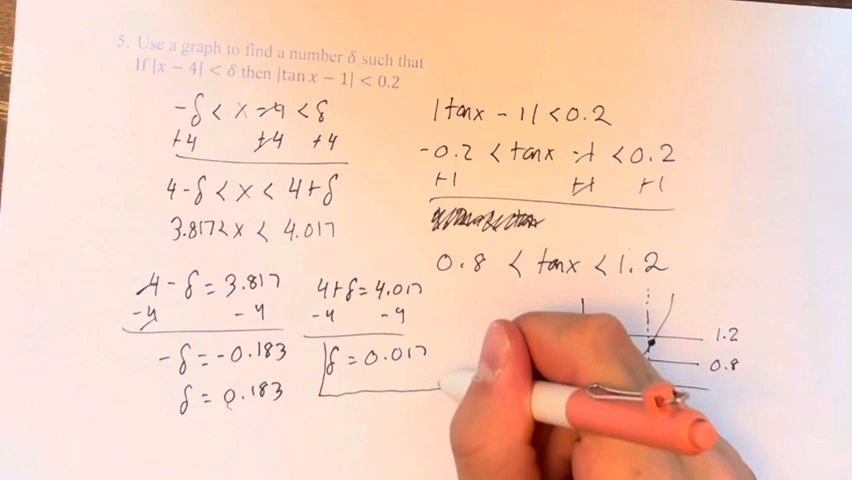 5. Use a graph to find a number δ such that
If |x − 4| < δ then |tan x − 1| < 0.2
-δ < x - 4 < δ
+4 +4 +4
4 - δ < x < 4 + δ
3.817 < x < 4.017
4 - δ = 3.817
-4 - 4
-δ = -0.183
δ = 0.183
4 + δ = 4.017
-4 -4
δ = 0.017
|tanx - 1| < 0.2
-0.2 < tanx - 1 < 0.2
+1 +1 +1
0.8 < tanx < 1.2
1.2
0.8